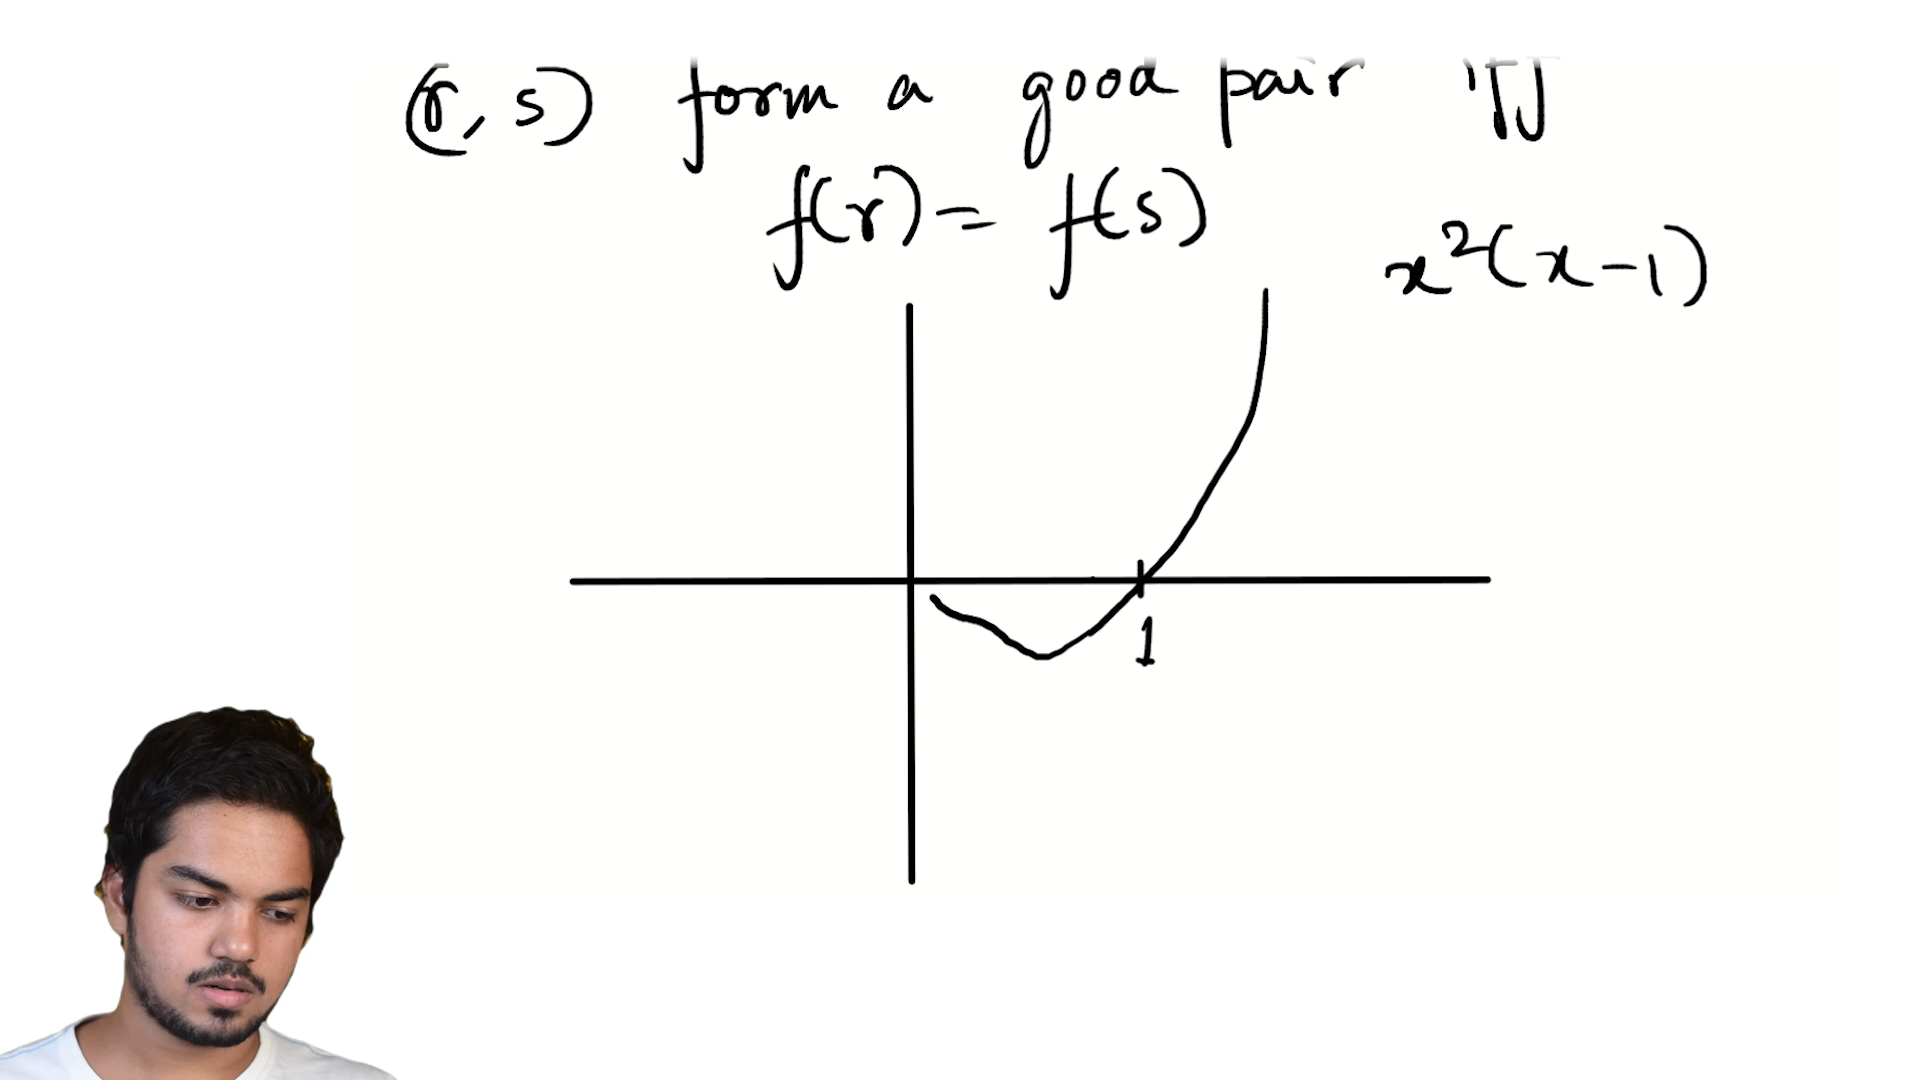 (r, s) form a good pair iff
f(r) = f(s)
x²(x-1)
1